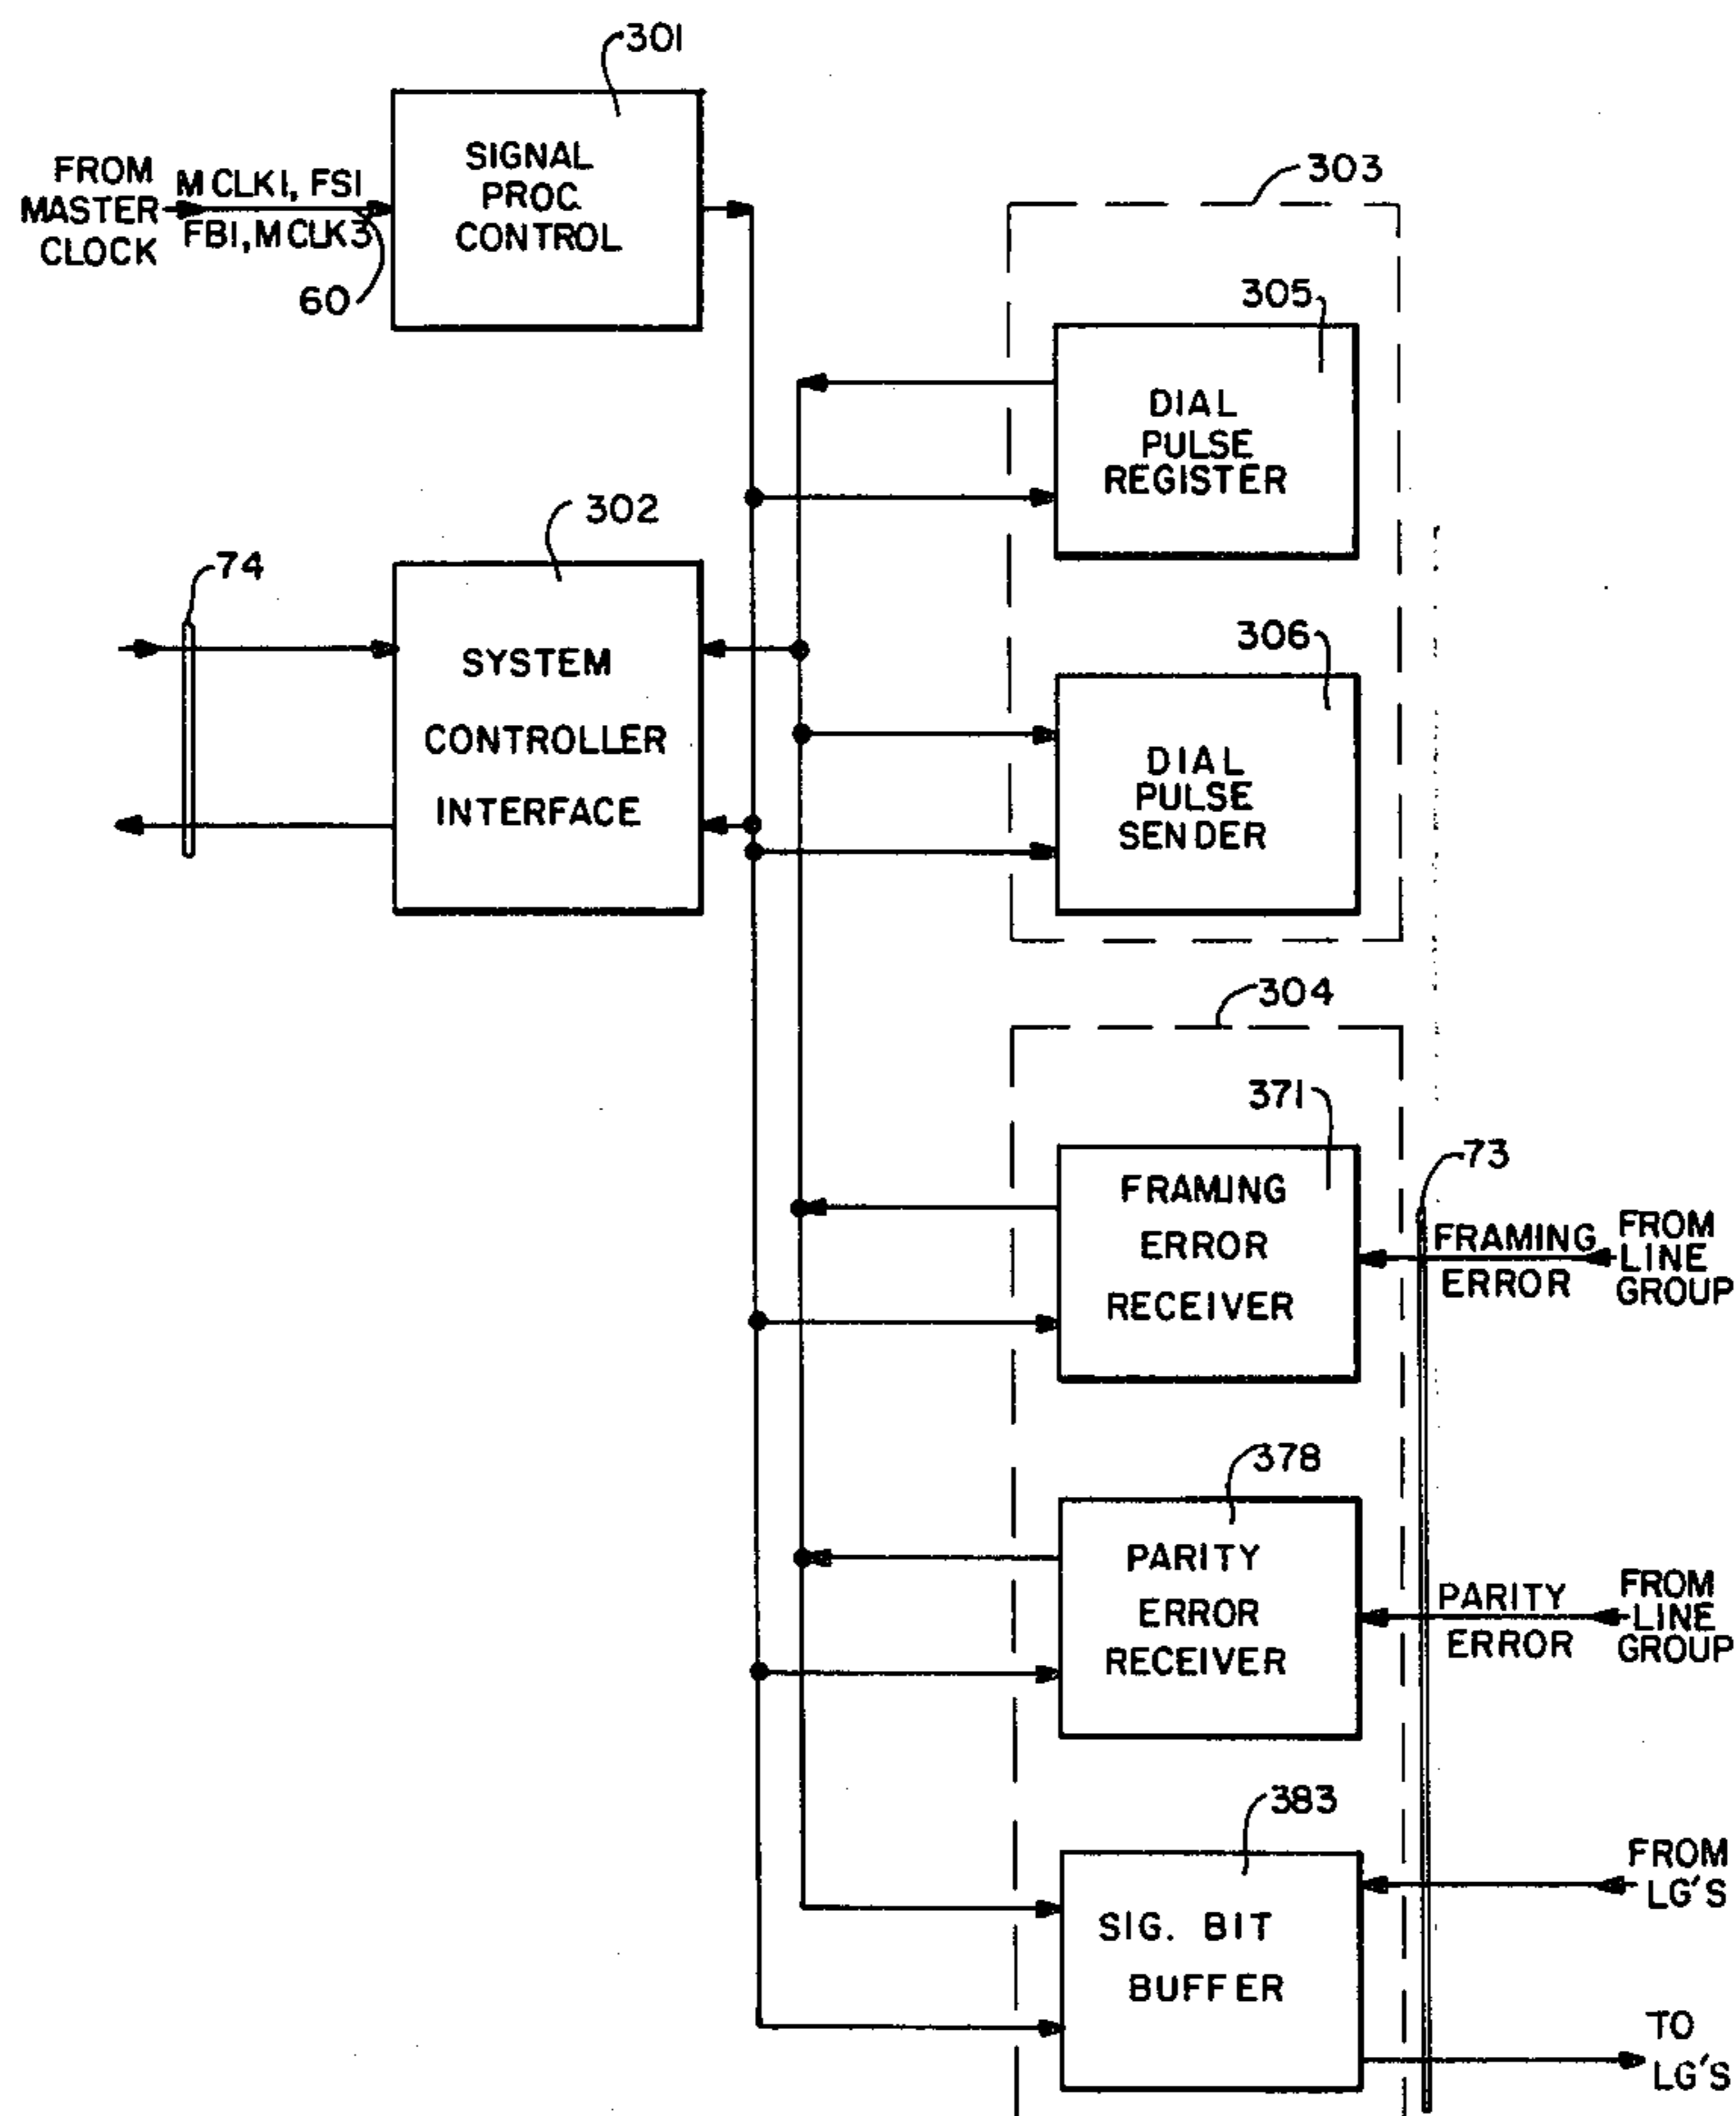 301
SIGNAL
PROC.
CONTROL
FROM
MASTER
CLOCK
MCLK1, FS1
FB1, MCLK3
60
303
305
DIAL
PULSE
REGISTER
302
74
SYSTEM
CONTROLLER
INTERFACE
306
DIAL
PULSE
SENDER
304
371
FRAMING
ERROR
RECEIVER
73
FRAMING
ERROR
FROM
LINE
GROUP
378
PARITY
ERROR
RECEIVER
PARITY
ERROR
FROM
LINE
GROUP
383
SIG. BIT
BUFFER
FROM
LG'S
TO
LG'S